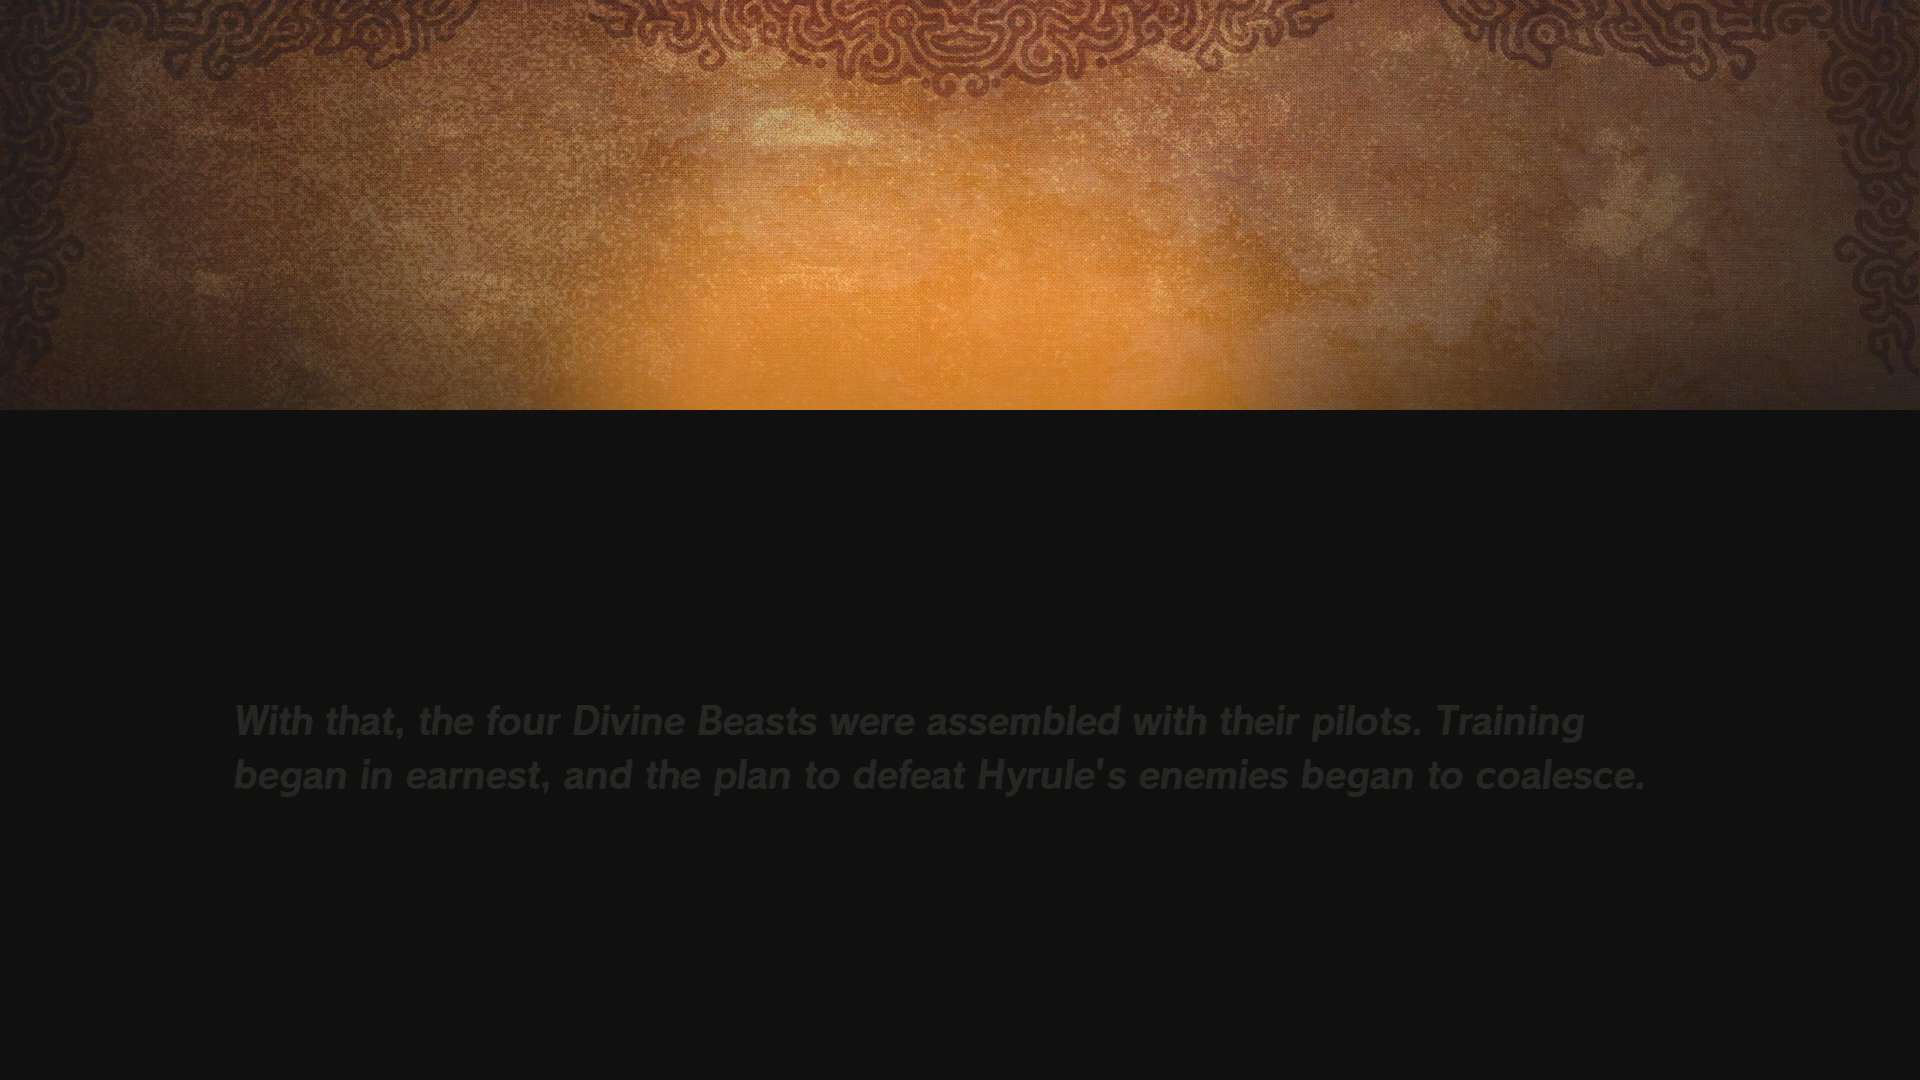 With that, the four Divine Beasts were assembled with their pilots. Training
began in earnest, and the plan to defeat Hyrule's enemies began to coalesce.